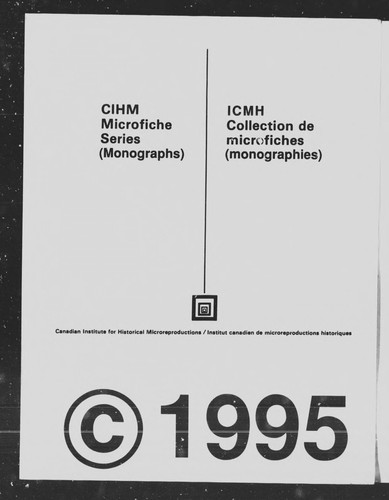 CIHM
Microfiche
Series
(Monographs)
ICMH
Collection de
microfiches
(monographies)
Canadian Institute for Historical Microreproductions / Institut canadien de microreproductions historiques
© 1995